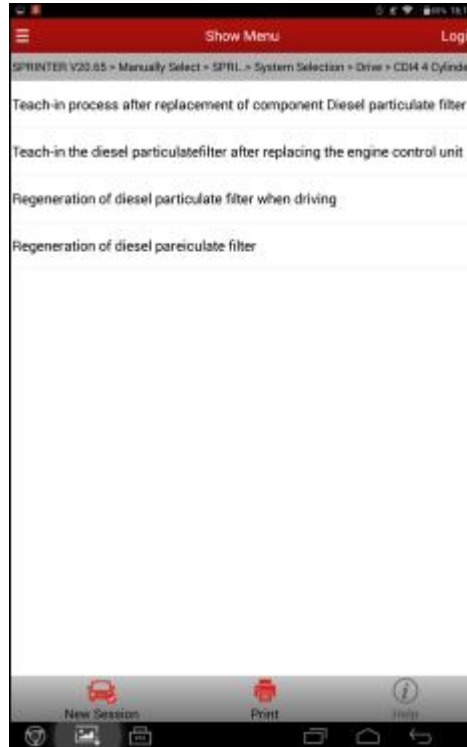 Show Menu
Logi
SPRINTER V20.65 > Manually Select > SPRI.. > System Selection > Drive > CDI4 4 Cylinde
Teach-in process after replacement of component Diesel particulate filter
Teach-in the diesel particulatefilter after replacing the engine control unit
Regeneration of diesel particulate filter when driving
Regeneration of diesel pareiculate filter
New Session
Print
Help